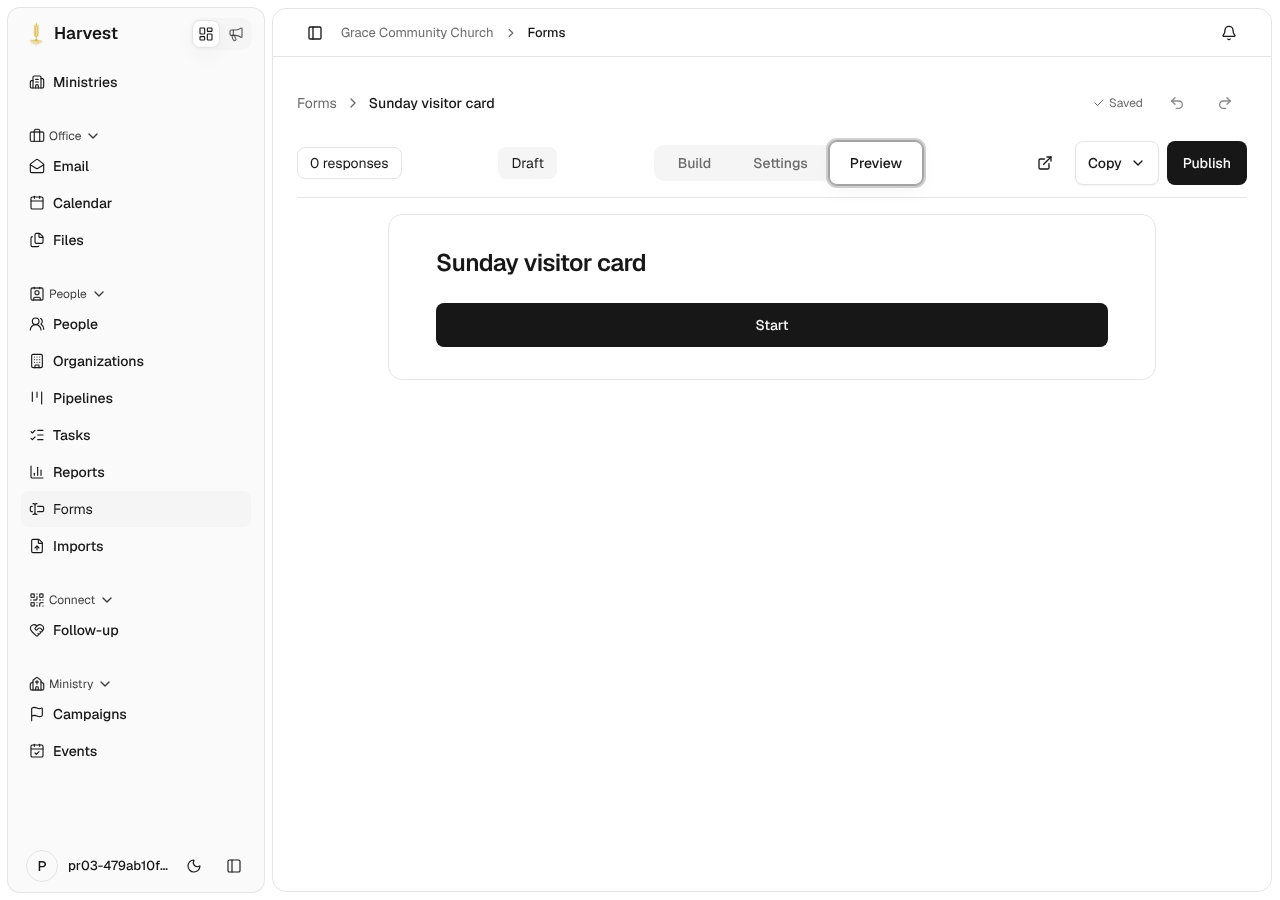 Harvest
Ministries
Office
Email
Calendar
Files
People
People
Organizations
Pipelines
Tasks
Reports
Forms
Imports
Connect
Follow-up
Ministry
Campaigns
Events
P pr03-479ab10f...
Grace Community Church > Forms
Forms > Sunday visitor card
Saved
0 responses Draft Build Settings Preview Copy Publish
Sunday visitor card
Start